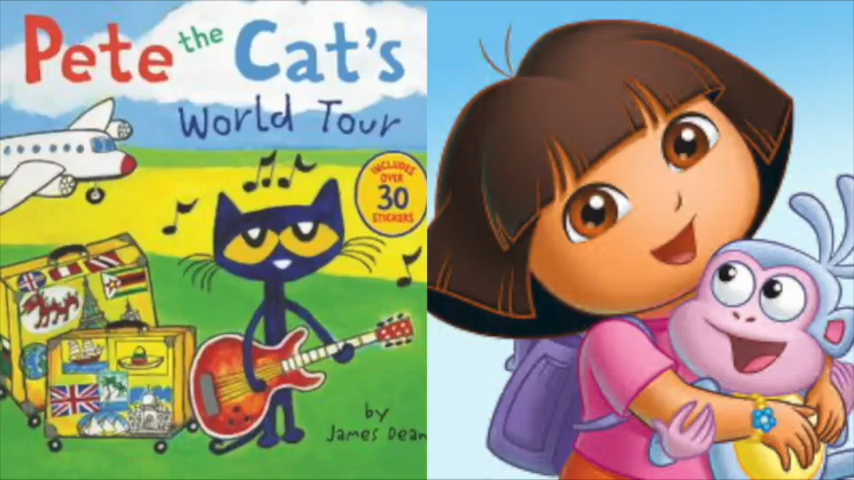 Pete the Cat's
World Tour
INCLUDES
OVER
30
STICKERS
by
James Dean